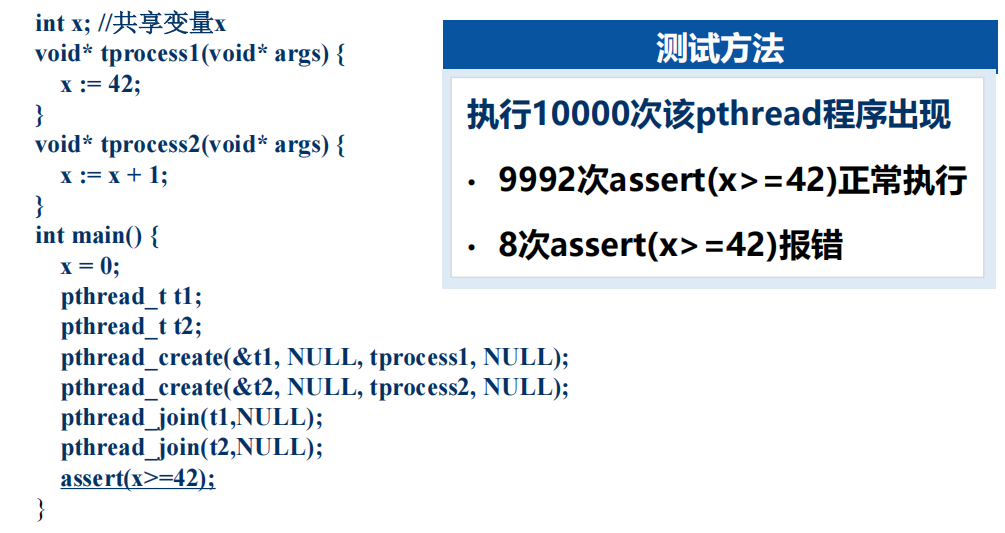 int x; //共享变量x
void* tprocess1(void* args) {
x := 42;
}
void* tprocess2(void* args) {
x := x + 1;
}
int main() {
x = 0;
pthread_t t1;
pthread_t t2;
pthread_create(&t1, NULL, tprocess1, NULL);
pthread_create(&t2, NULL, tprocess2, NULL);
pthread_join(t1,NULL);
pthread_join(t2,NULL);
assert(x>=42);
}
测试方法
执行10000次该pthread程序出现
• 9992次assert(x>=42)正常执行
• 8次assert(x>=42)报错